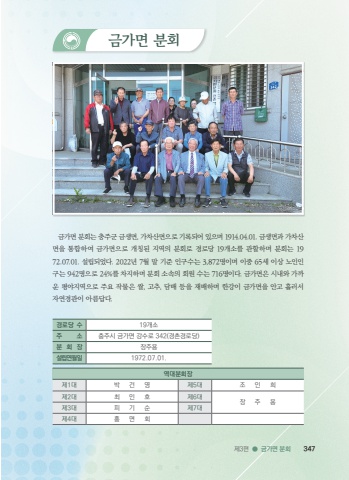 금가면 분회
금가면 분회는 충주군 금생면, 가차산면으로 기록되어 있으며 1914.04.01. 금생면과 가차산
면을 통합하여 금가면으로 개칭된 지역의 분회로 경로당 19개소를 관할하며 분회는 19
72.07.01. 설립되었다. 2022년 7월 말 기준 인구수는 3,872명이며 이중 65세 이상 노인인
구는 942명으로 24%를 차지하며 분회 소속의 회원 수는 716명이다. 금가면은 시내와 가까
운 평야지역으로 주요 작물은 쌀, 고추, 담배 등을 재배하며 한강이 금가면을 안고 흘러서
자연경관이 아름답다.
경로당 수 19개소
주 소 충주시 금가면 강수로 342(경촌경로당)
분 회 장 장주용
설립연월일 1972.07.01.
역대분회장
제1대 박 건 영 제5대 조 인 희
제2대 최 만 호 제6대 장 주 용
제3대 피 기 순 제7대
제4대 홍 연 희
제3편 ● 금가면 분회 347